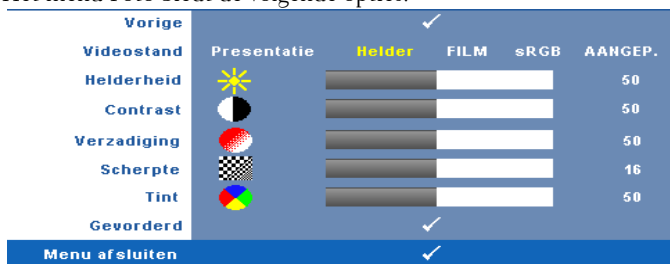 Vorige
Videostand Presentatie Helder FILM sRGB AANGEP.
Helderheid 50
Contrast 50
Verzadiging 50
Scherpte 16
Tint 50
Gevorderd
Menu afsluiten